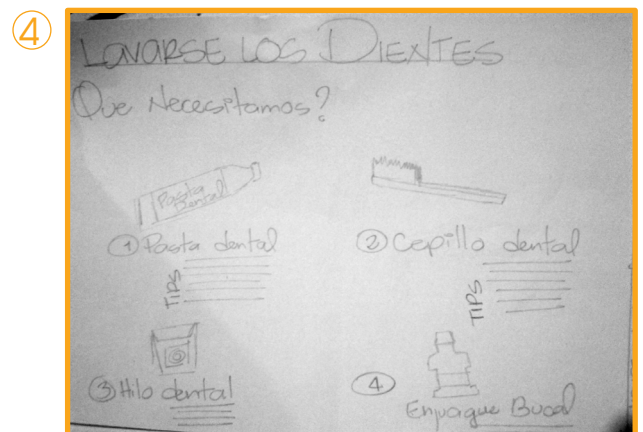 4
LAVARSE LOS DIENTES
Que Necesitamos?
Pasta
Dental
1 Pasta dental
2 Cepillo dental
TIPS
TIPS
3 Hilo dental
4
Enjuague Bucal